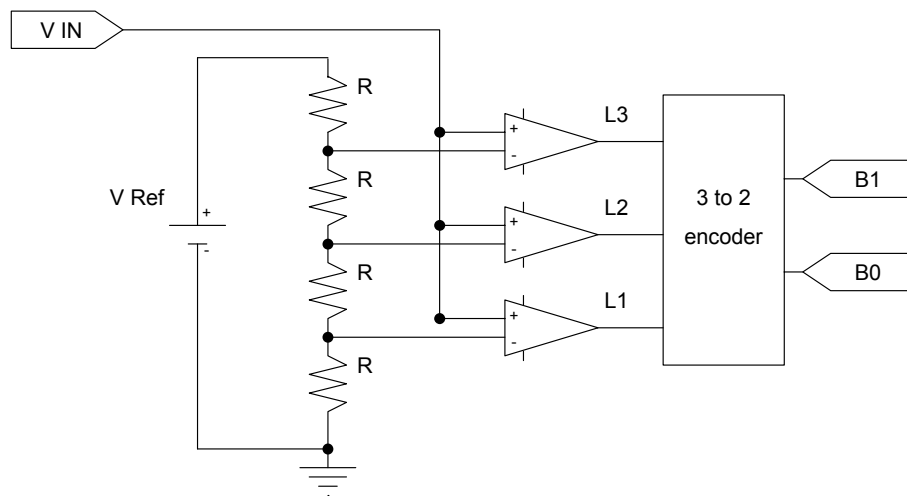 V IN
R
L3
+
-
R
V Ref
+
-
L2
+
-
3 to 2
encoder
B1
B0
R
L1
+
-
R